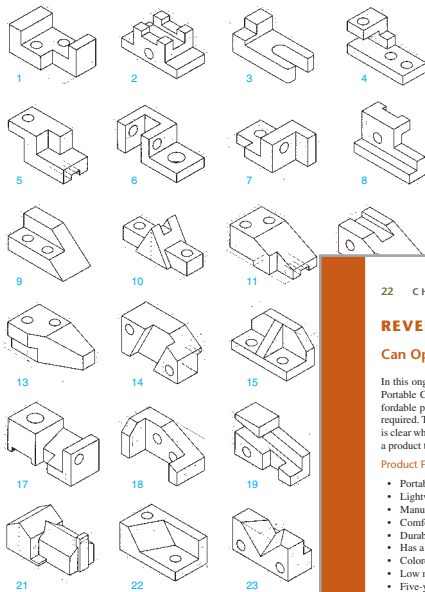 1 2 3 4
5 6 7 8
9 10 11
13 14 15
17 18 19
21 22 23
22 C H
REVE
Can Op
In this ong
Portable C
fordable p
required. T
is clear wh
a product t
Product F
• Portab
• Lightw
• Manu
• Comfo
• Durab
• Has a
• Color
• Low r
• Five-y